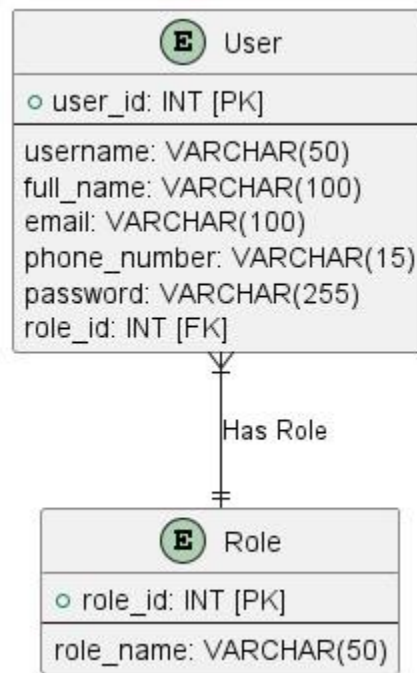 E User
user_id: INT [PK]
username: VARCHAR(50)
full_name: VARCHAR(100)
email: VARCHAR(100)
phone_number: VARCHAR(15)
password: VARCHAR(255)
role_id: INT [FK]
Has Role
E Role
role_id: INT [PK]
role_name: VARCHAR(50)